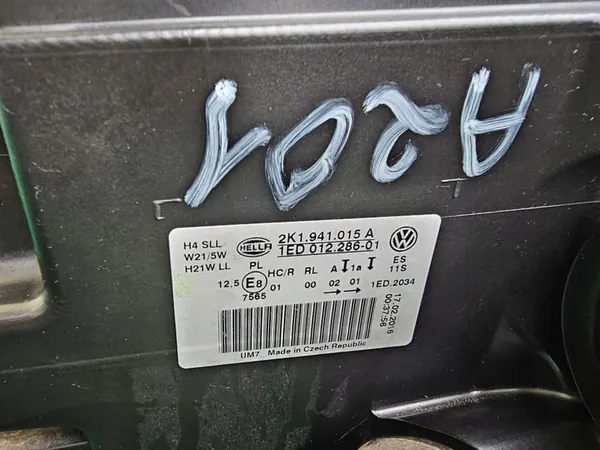 A201
H4 SLL
W21/5W
H21W LL
HELLA
2K1.941.015 A
1ED 012.286-01
PL HC/R RL A 1a ES
12,5 E8 01 00 02 01 11S
7565
1ED.2034
17.02.2016
00:37:56
UM7 Made in Czech Republic